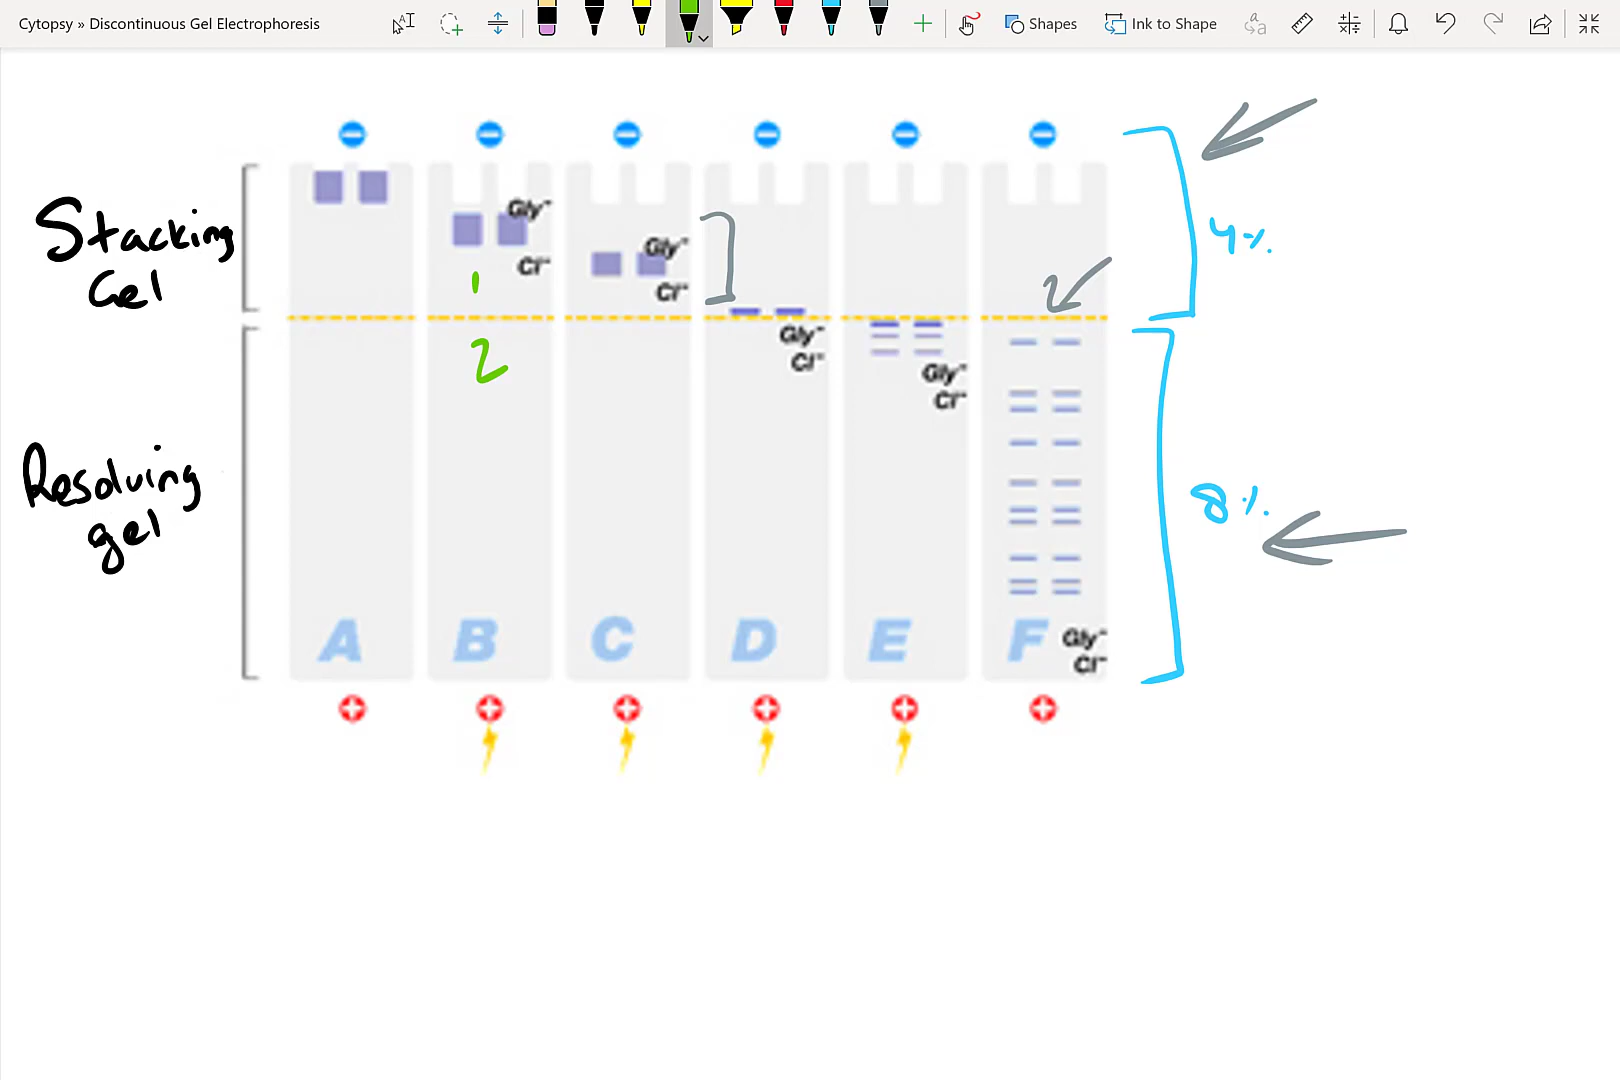 Cytopsy » Discontinuous Gel Electrophoresis
Shapes
Ink to Shape
Stacking
Gel
Resolving
gel
Gly⁻
Cl⁻
1
2
Gly⁻
Cl⁻
Gly⁻
Cl⁻
Gly⁻
Cl⁻
4%
8%
A
B
C
D
E
F
Gly⁻
Cl⁻